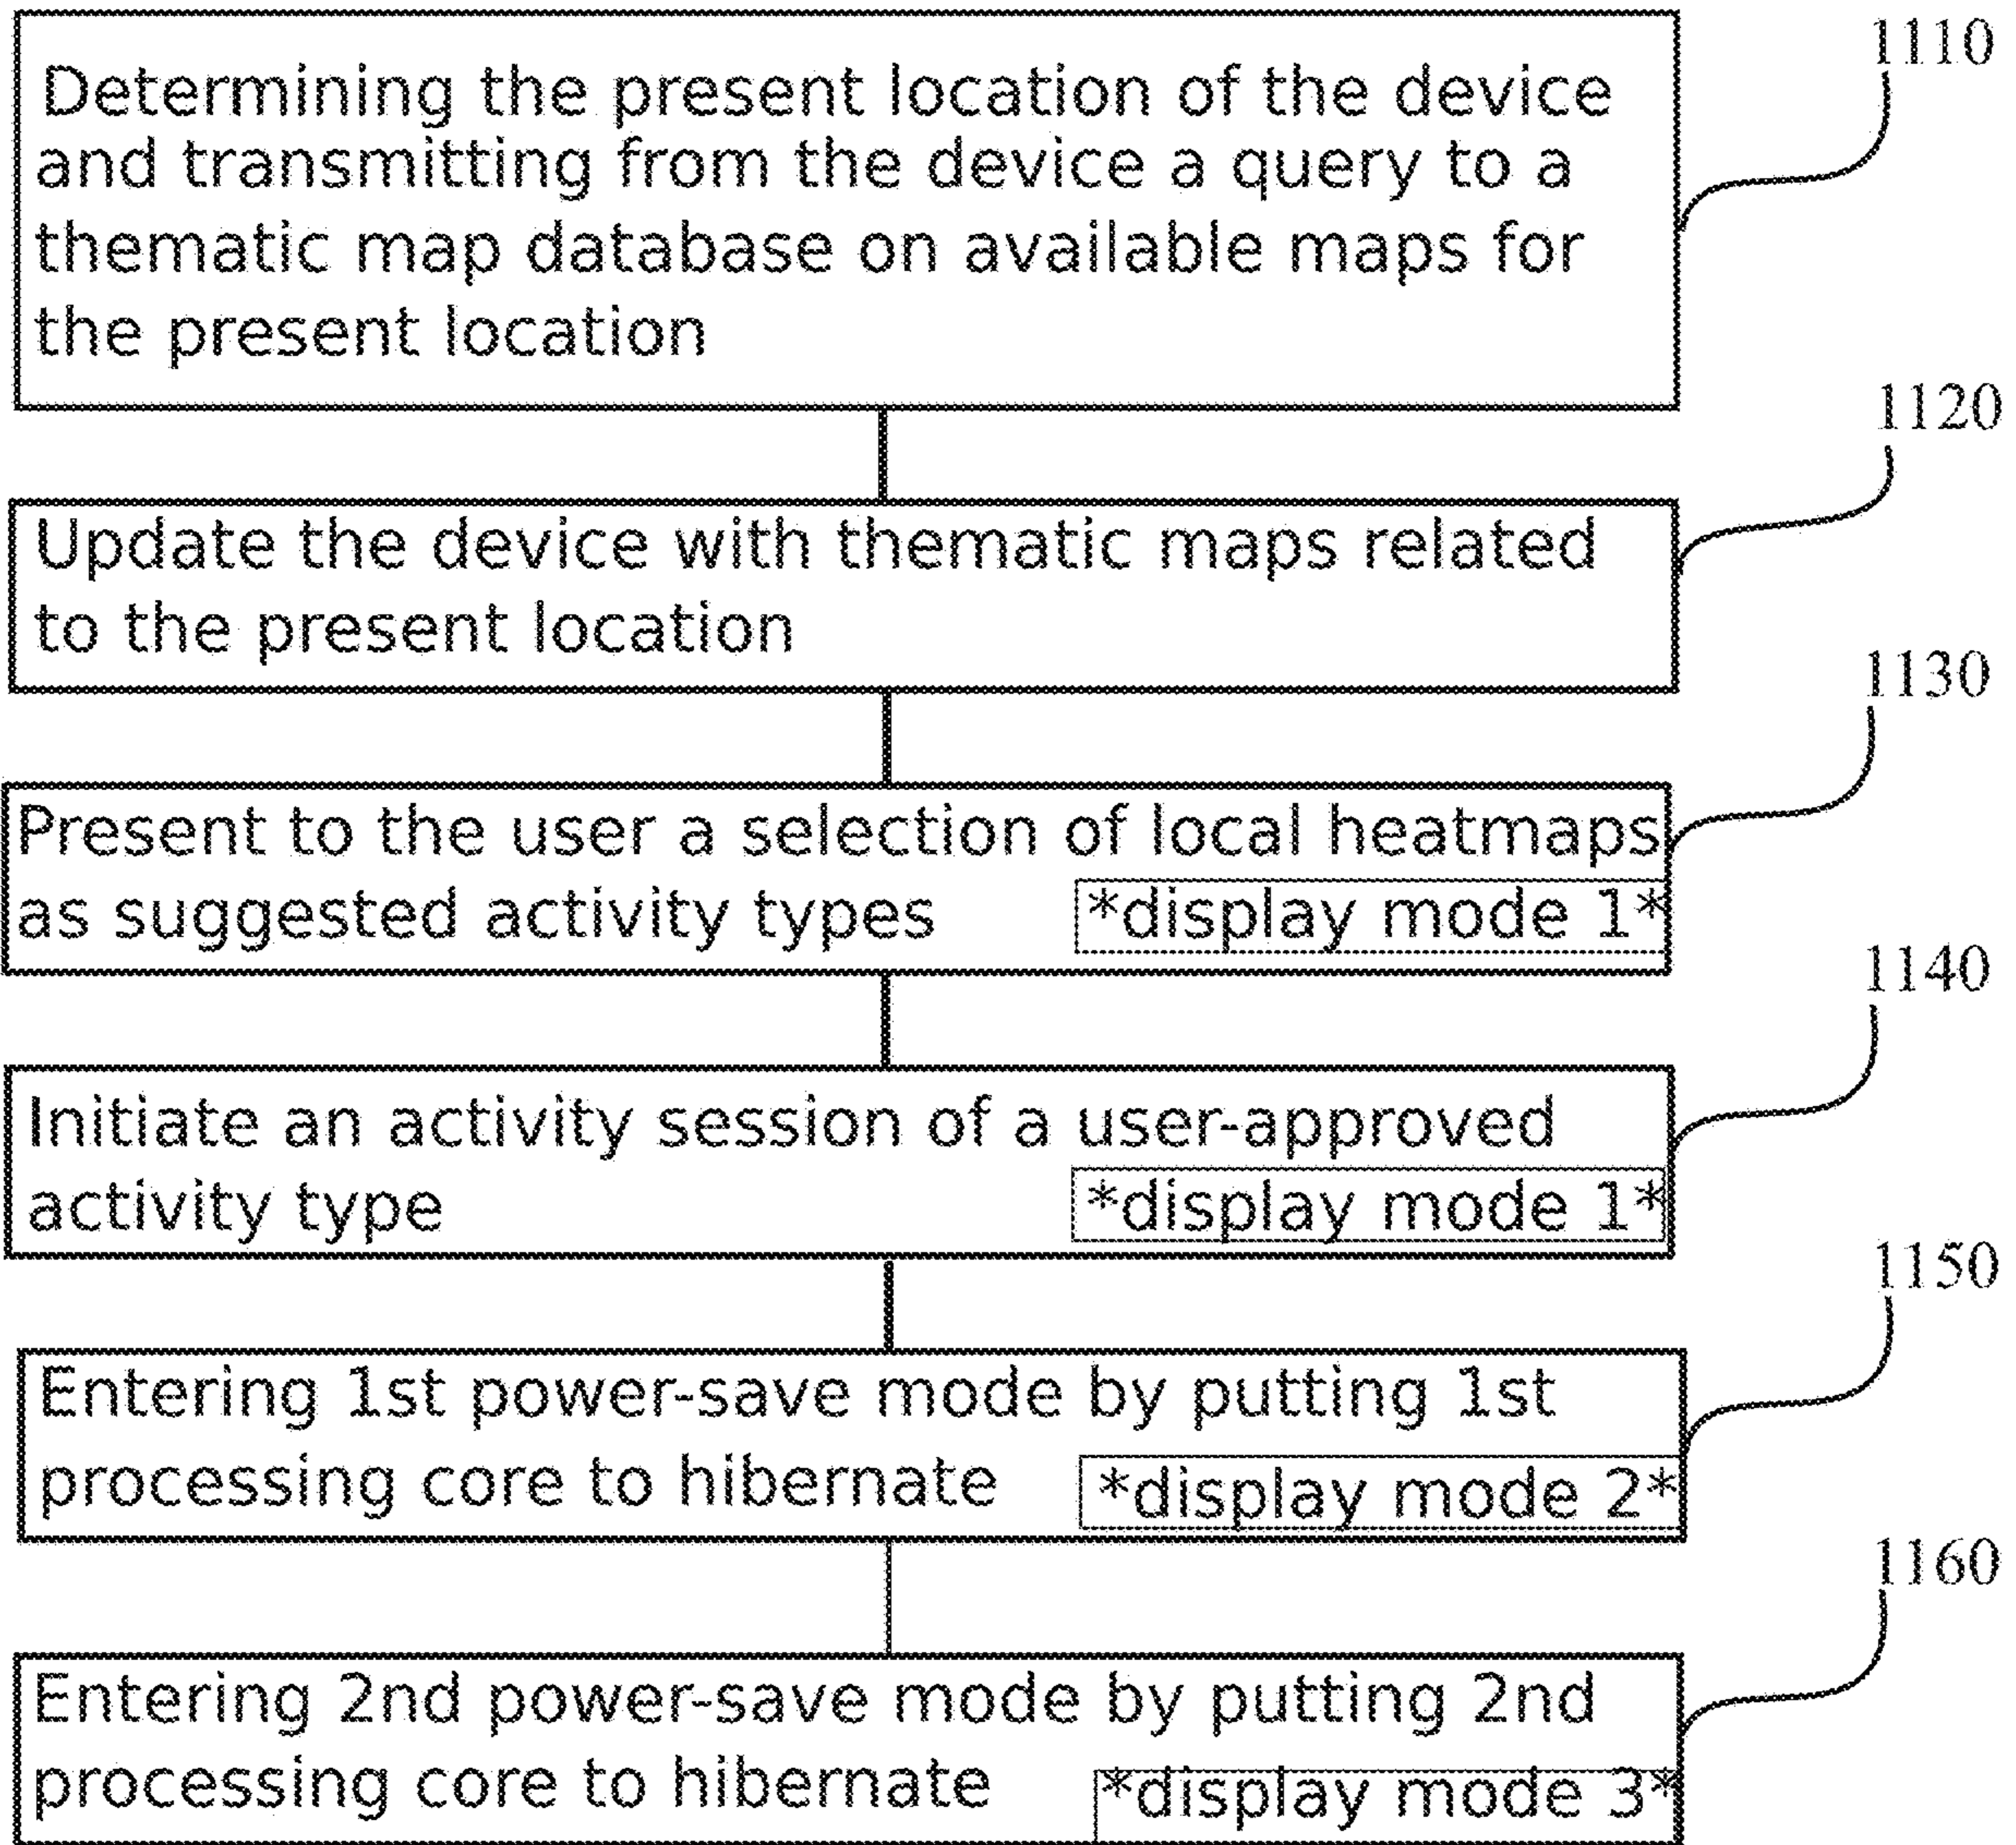 1110
Determining the present location of the device
and transmitting from the device a query to a
thematic map database on available maps for
the present location
1120
Update the device with thematic maps related
to the present location
1130
Present to the user a selection of local heatmaps
as suggested activity types *display mode 1*
1140
Initiate an activity session of a user-approved
activity type *display mode 1*
1150
Entering 1st power-save mode by putting 1st
processing core to hibernate *display mode 2*
1160
Entering 2nd power-save mode by putting 2nd
processing core to hibernate *display mode 3*